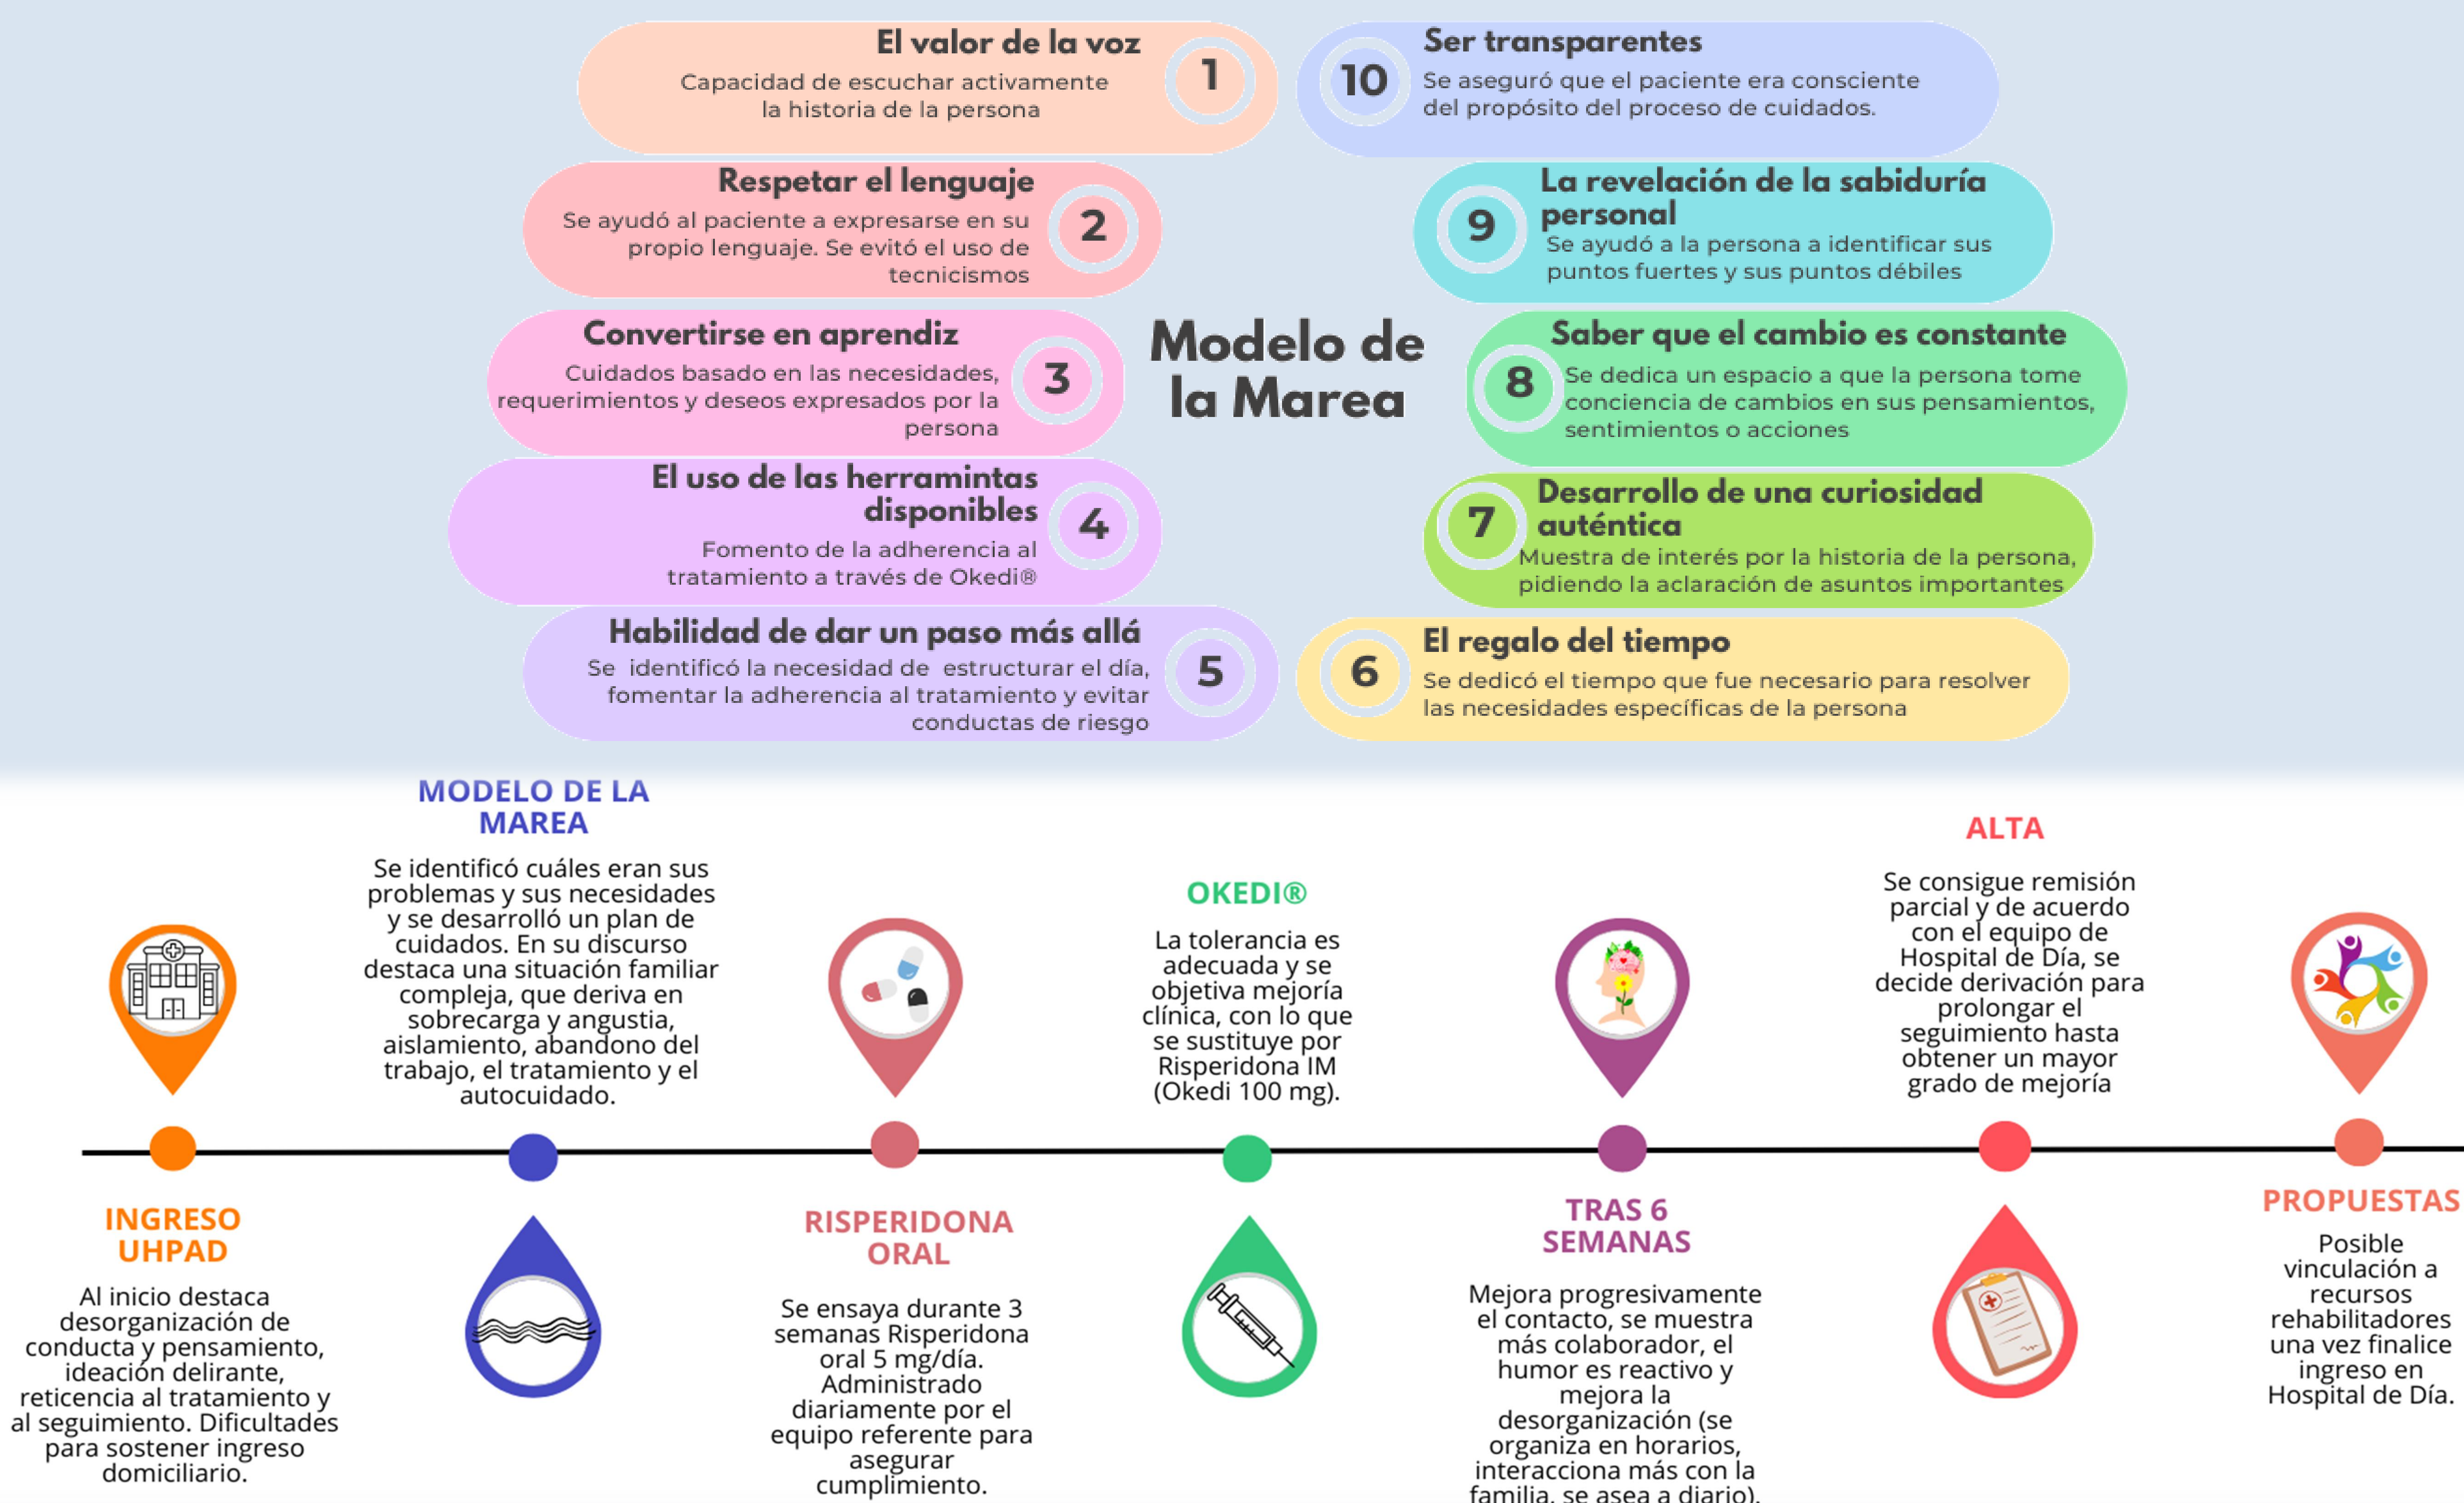 El valor de la voz
Capacidad de escuchar activamente
la historia de la persona
1
Respetar el lenguaje
Se ayudó al paciente a expresarse en su
propio lenguaje. Se evitó el uso de
tecnicismos
2
Convertirse en aprendiz
Cuidados basado en las necesidades,
requerimientos y deseos expresados por la
persona
3
El uso de las herramintas
disponibles
Fomento de la adherencia al
tratamiento a través de Okedi®
4
Habilidad de dar un paso más allá
Se identificó la necesidad de estructurar el día,
fomentar la adherencia al tratamiento y evitar
conductas de riesgo
5
Modelo de
la Marea
10
Ser transparentes
Se aseguró que el paciente era consciente
del propósito del proceso de cuidados.
9
La revelación de la sabiduría
personal
Se ayudó a la persona a identificar sus
puntos fuertes y sus puntos débiles
8
Saber que el cambio es constante
Se dedica un espacio a que la persona tome
conciencia de cambios en sus pensamientos,
sentimientos o acciones
7
Desarrollo de una curiosidad
auténtica
Muestra de interés por la historia de la persona,
pidiendo la aclaración de asuntos importantes
6
El regalo del tiempo
Se dedicó el tiempo que fue necesario para resolver
las necesidades específicas de la persona
INGRESO
UHPAD
Al inicio destaca
desorganización de
conducta y pensamiento,
ideación delirante,
reticencia al tratamiento y
al seguimiento. Dificultades
para sostener ingreso
domiciliario.
MODELO DE LA
MAREA
Se identificó cuáles eran sus
problemas y sus necesidades
y se desarrolló un plan de
cuidados. En su discurso
destaca una situación familiar
compleja, que deriva en
sobrecarga y angustia,
aislamiento, abandono del
trabajo, el tratamiento y el
autocuidado.
RISPERIDONA
ORAL
Se ensaya durante 3
semanas Risperidona
oral 5 mg/día.
Administrado
diariamente por el
equipo referente para
asegurar
cumplimiento.
OKEDI®
La tolerancia es
adecuada y se
objetiva mejoría
clínica, con lo que
se sustituye por
Risperidona IM
(Okedi 100 mg).
TRAS 6
SEMANAS
Mejora progresivamente
el contacto, se muestra
más colaborador, el
humor es reactivo y
mejora la
desorganización (se
organiza en horarios,
interacciona más con la
familia, se asea a diario).
ALTA
Se consigue remisión
parcial y de acuerdo
con el equipo de
Hospital de Día, se
decide derivación para
prolongar el
seguimiento hasta
obtener un mayor
grado de mejoría
PROPUESTAS
Posible
vinculación a
recursos
rehabilitadores
una vez finalice
ingreso en
Hospital de Día.